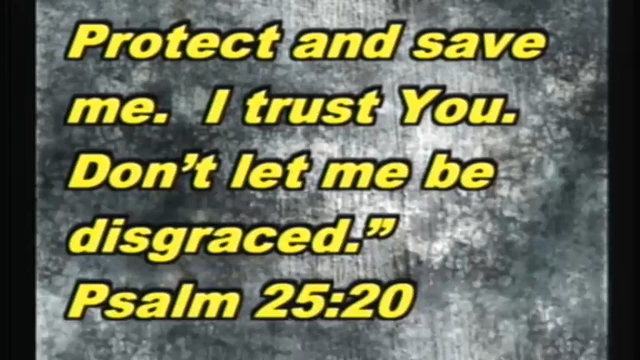 Protect and save
me.  I trust You.
Don’t let me be
disgraced.”
Psalm 25:20